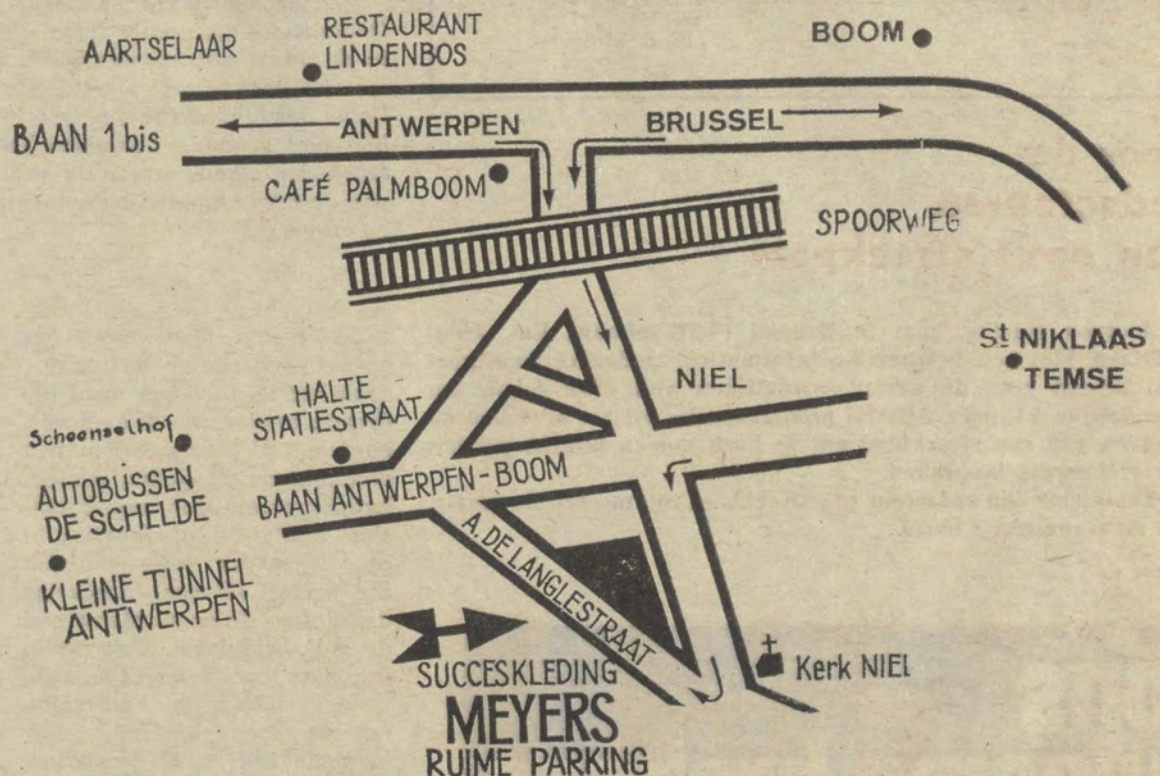 AARTSELAAR
RESTAURANT
LINDENBOS
BOOM
BAAN 1 bis
ANTWERPEN
BRUSSEL
CAFÉ PALMBOOM
SPOORWEG
St NIKLAAS
TEMSE
NIEL
HALTE
STATIESTRAAT
Schoonselhof
AUTOBUSSEN
DE SCHELDE
BAAN ANTWERPEN-BOOM
KLEINE TUNNEL
ANTWERPEN
A. DE LANGLESTRAAT
Kerk NIEL
SUCCESKLEDING
MEYERS
RUIME PARKING